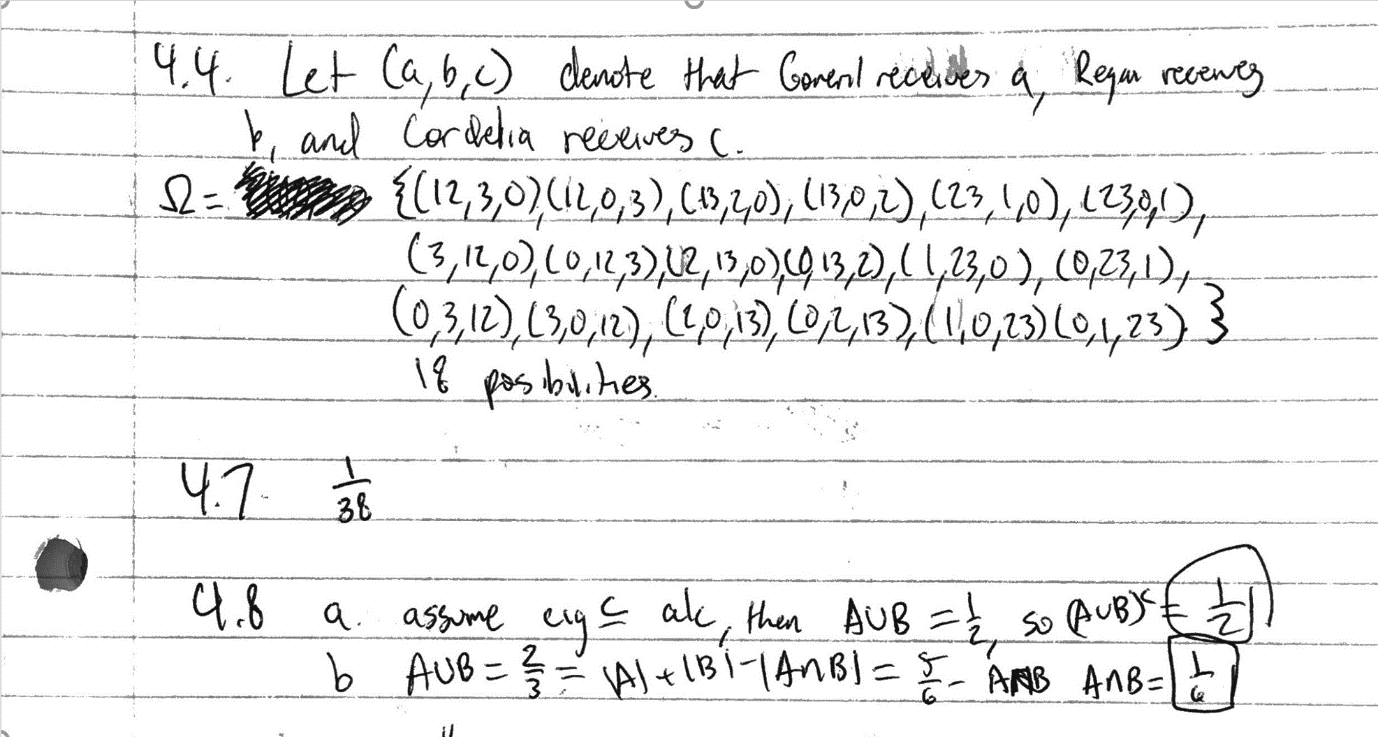 4.4. Let (a,b,c) denote that Goneril receives a, Regan receives
b, and Cordelia receives c.
Ω = {(12,3,0),(12,0,3),(13,2,0),(13,0,2),(23,1,0),(23,0,1),
(3,12,0),(0,12,3),(2,13,0)(0,13,2),(1,23,0),(0,23,1),
(0,3,12),(3,0,12),(2,0,13),(0,2,13),(1,0,23)(0,1,23).}
18 posibilities.
4.7 1/38
4.8 a. assume cig ⊆ alc, then A∪B = 1/2, so (A∪B)ᶜ = 1/2
b A∪B = 2/3 = |A| + |B| - |A∩B| = 5/6 - A∩B A∩B = 1/6